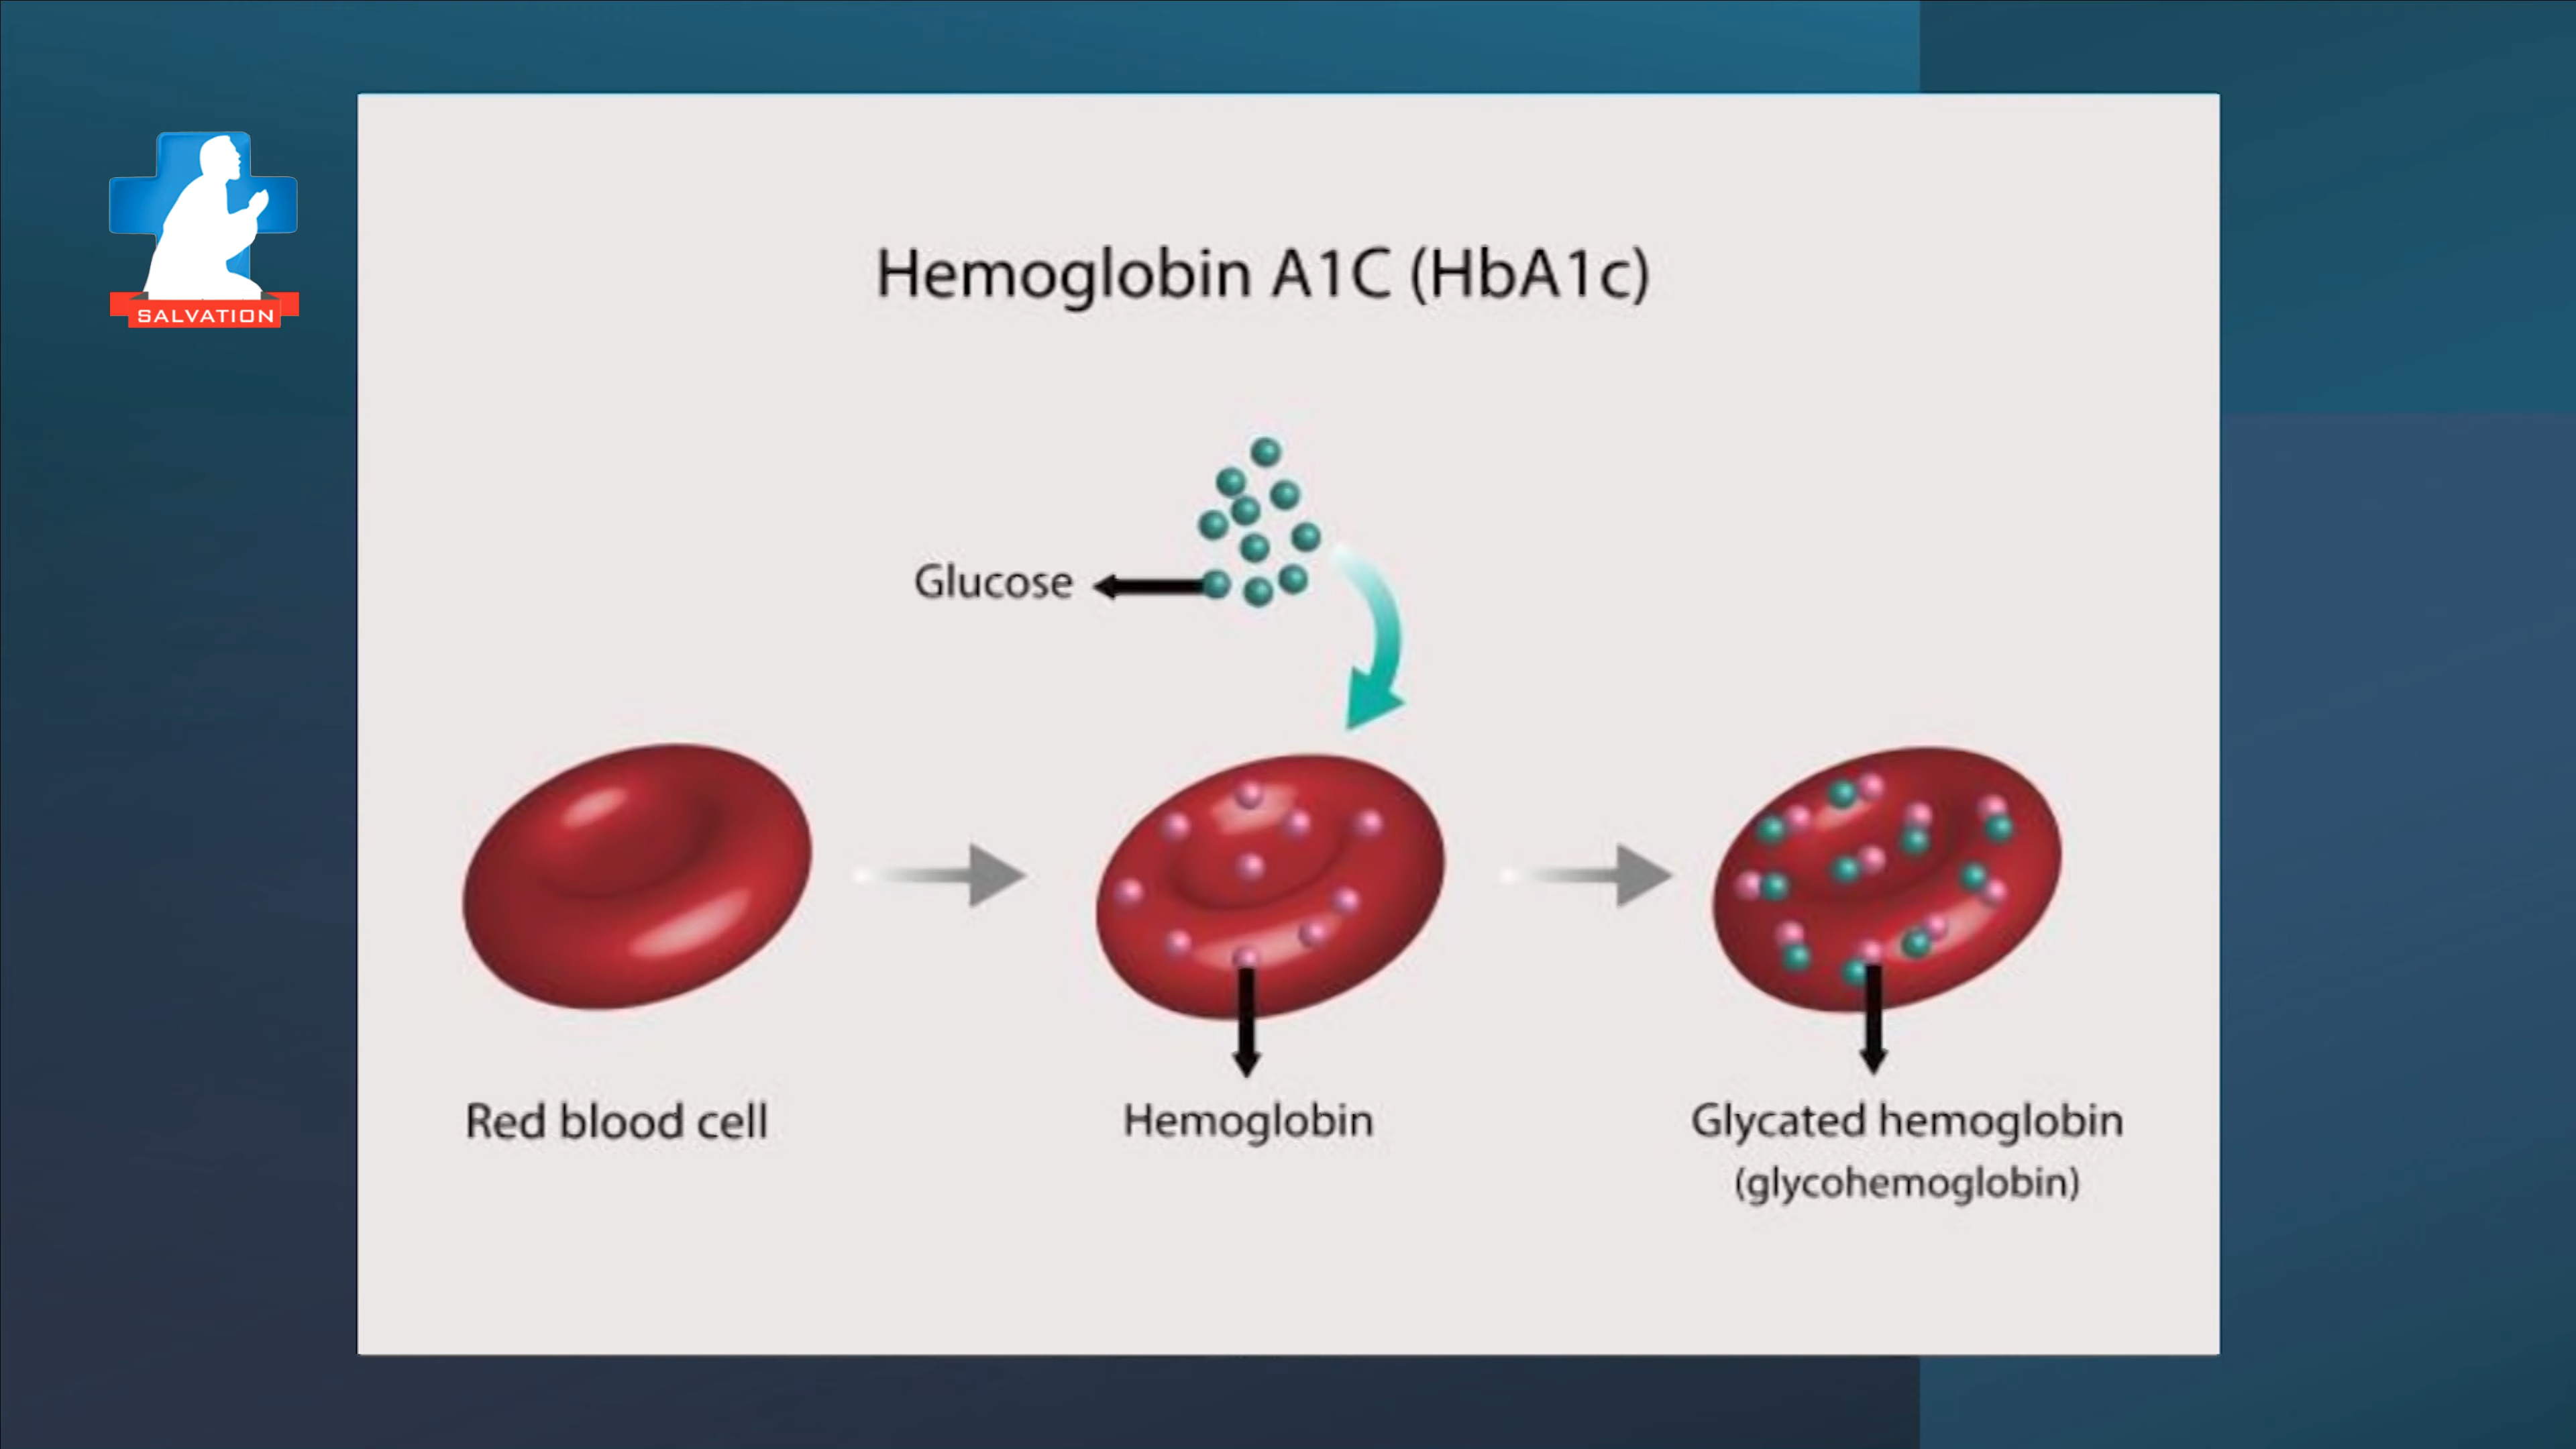 SALVATION
Hemoglobin A1C (HbA1c)
Glucose
Red blood cell
Hemoglobin
Glycated hemoglobin
(glycohemoglobin)